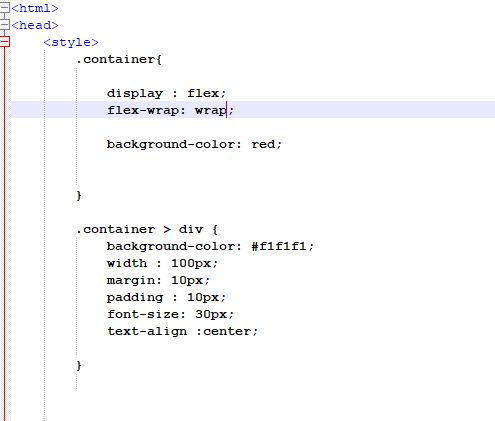 <html>
<head>
<style>
.container{
display : flex;
flex-wrap: wrap;
background-color: red;
}
.container > div {
background-color: #f1f1f1;
width : 100px;
margin: 10px;
padding : 10px;
font-size: 30px;
text-align :center;
}